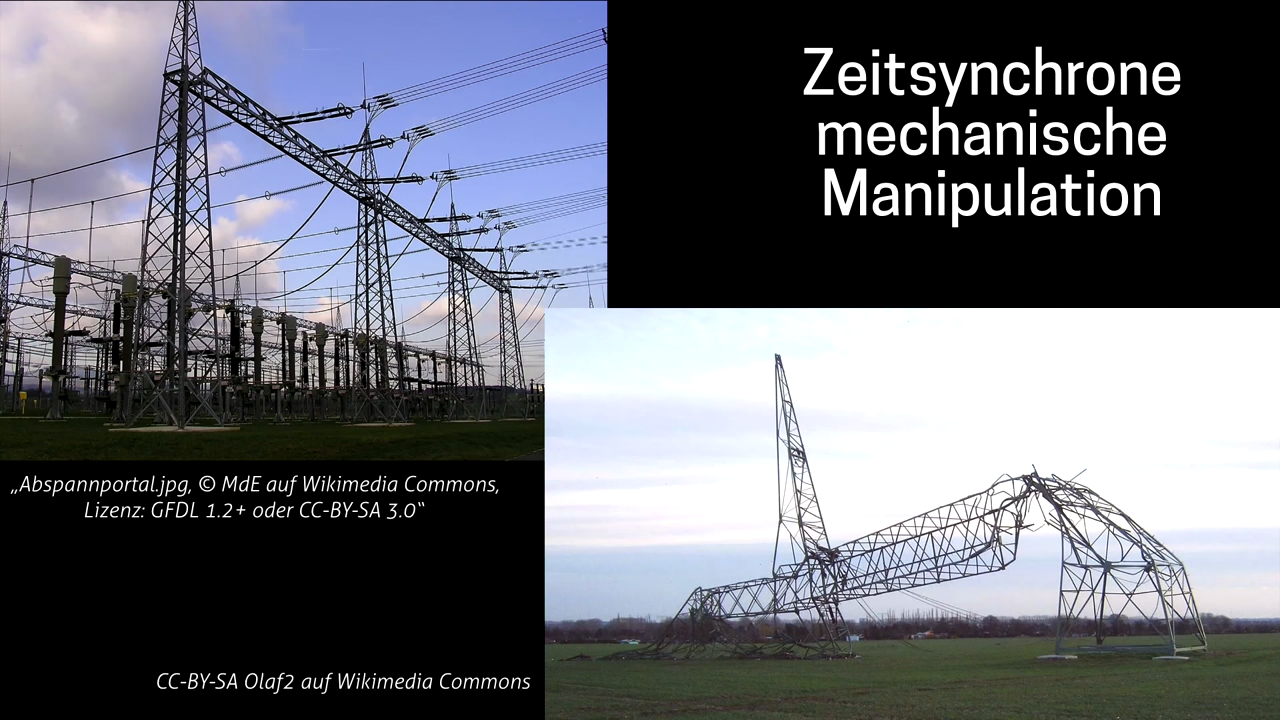 Zeitsynchrone
mechanische
Manipulation
„Abspannportal.jpg, © MdE auf Wikimedia Commons,
Lizenz: GFDL 1.2+ oder CC-BY-SA 3.0“
CC-BY-SA Olaf2 auf Wikimedia Commons